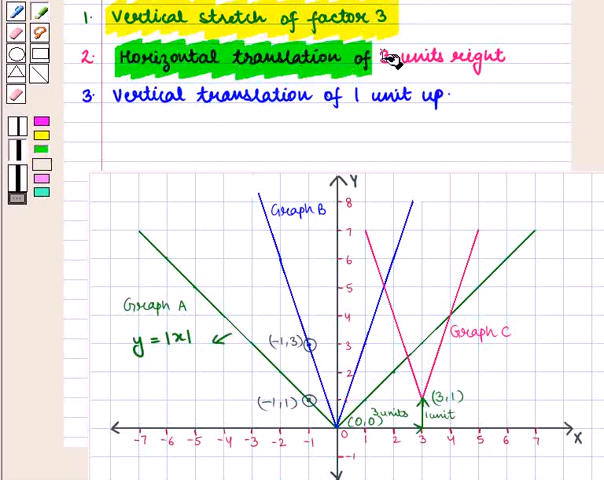 1. Vertical stretch of factor 3
2. Horizontal translation of units right
3. Vertical translation of 1 unit up.
Y
8
Graph B
7
6
5
Graph A
4
y = |x|
Graph C
(-1,3)
3
2
(-1,1)
1
(3,1)
3units
1unit
(0,0)
-7 -6 -5 -4 -3 -2 -1 0 1 2 3 4 5 6 7 X
-1